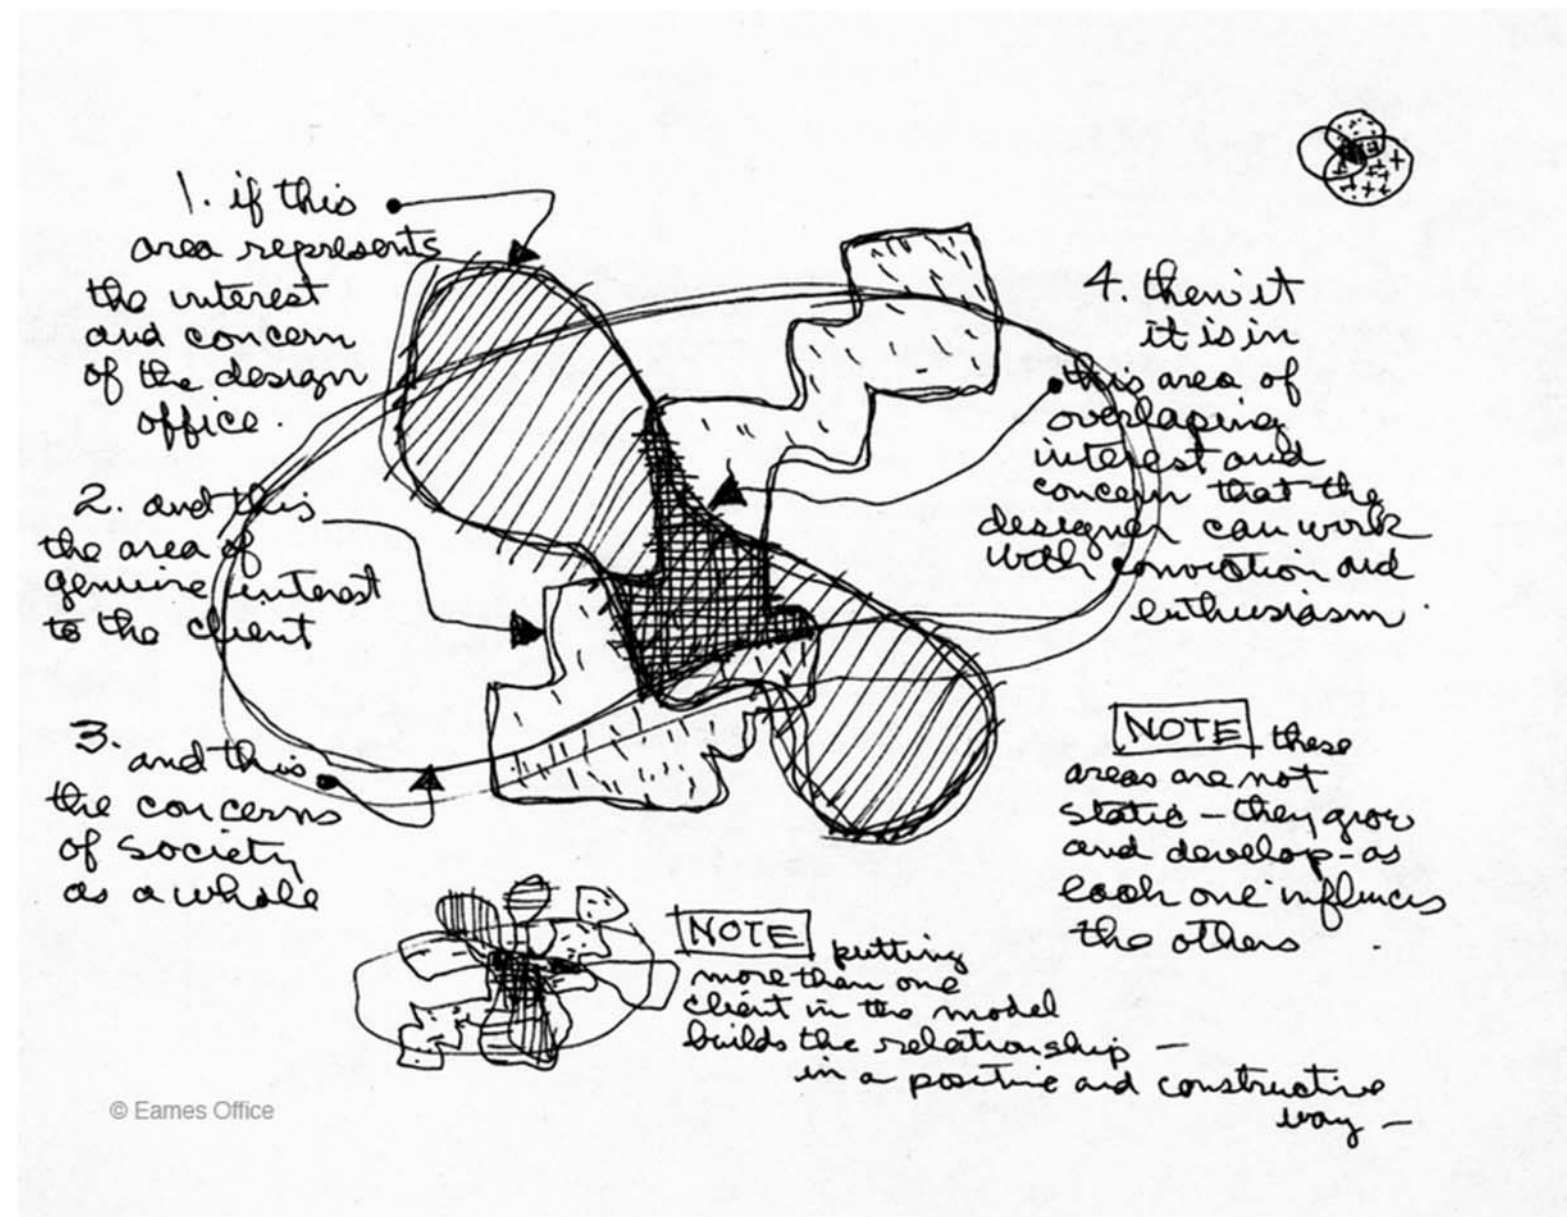 1. if this
area represents
the interest
and concern
of the design
office.
2. and this
the area of
genuine interest
to the client
3. and this
the concerns
of society
as a whole
4. then it
it is in
this area of
overlaping
interest and
concern that the
designer can work
with conviction and
enthusiasm.
NOTE these
areas are not
static – they grow
and develop – as
each one influences
the others.
NOTE putting
more than one
client in the model
builds the relationship –
in a positive and constructive
way –
© Eames Office